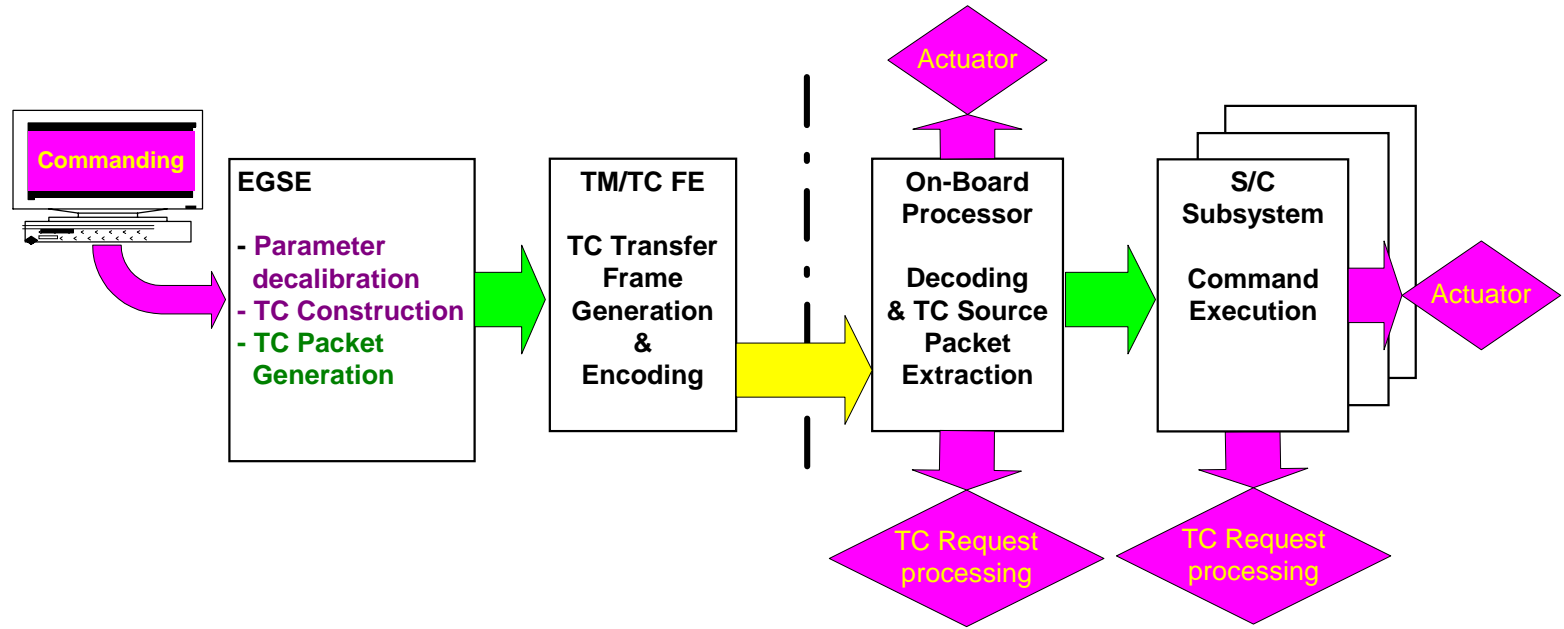 Commanding
EGSE
- Parameter
decalibration
- TC Construction
- TC Packet
Generation
TM/TC FE
TC Transfer
Frame
Generation
&
Encoding
Actuator
On-Board
Processor
Decoding
& TC Source
Packet
Extraction
TC Request
processing
S/C
Subsystem
Command
Execution
Actuator
TC Request
processing